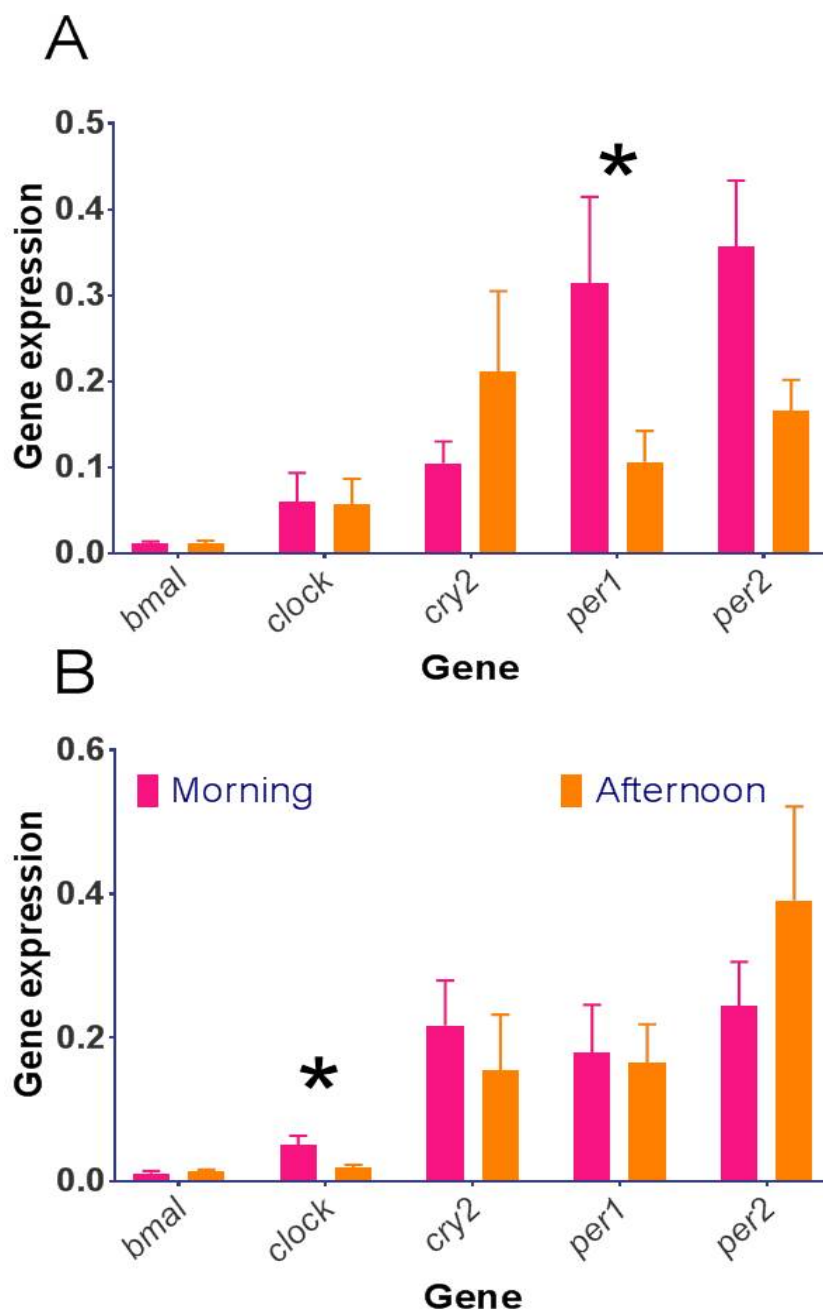 A
0.5
0.4
0.3
0.2
0.1
0.0
Gene expression
*
bmal
clock
cry2
per1
per2
Gene
B
0.6
0.4
0.2
0.0
Gene expression
Morning
Afternoon
*
bmal
clock
cry2
per1
per2
Gene